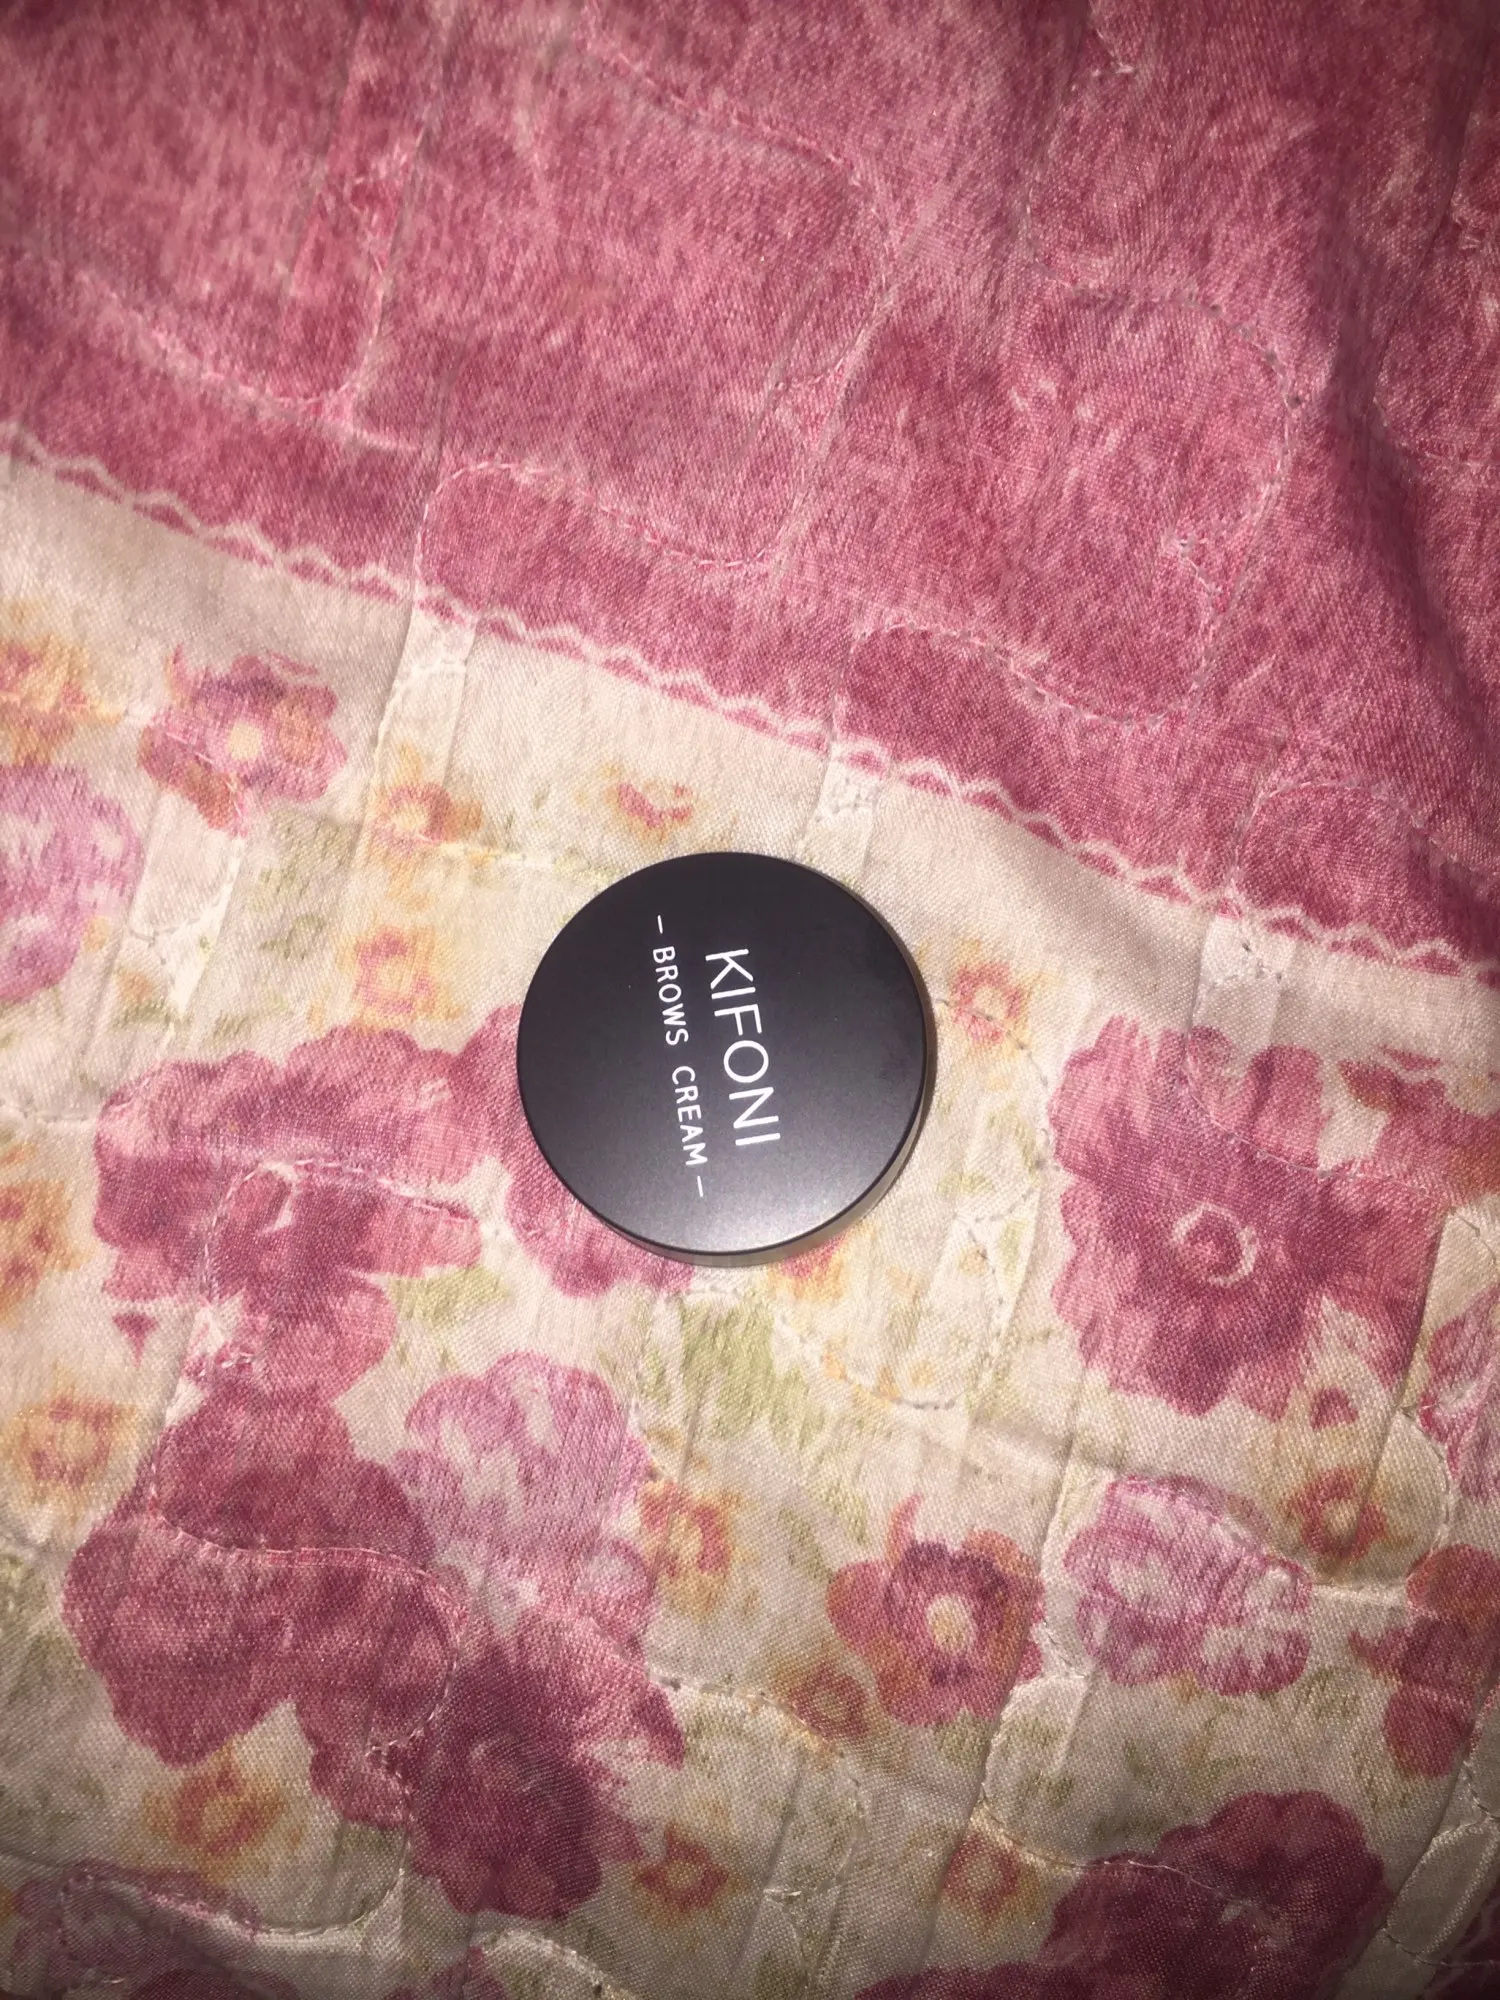 KIFONI
— BROWS CREAM —